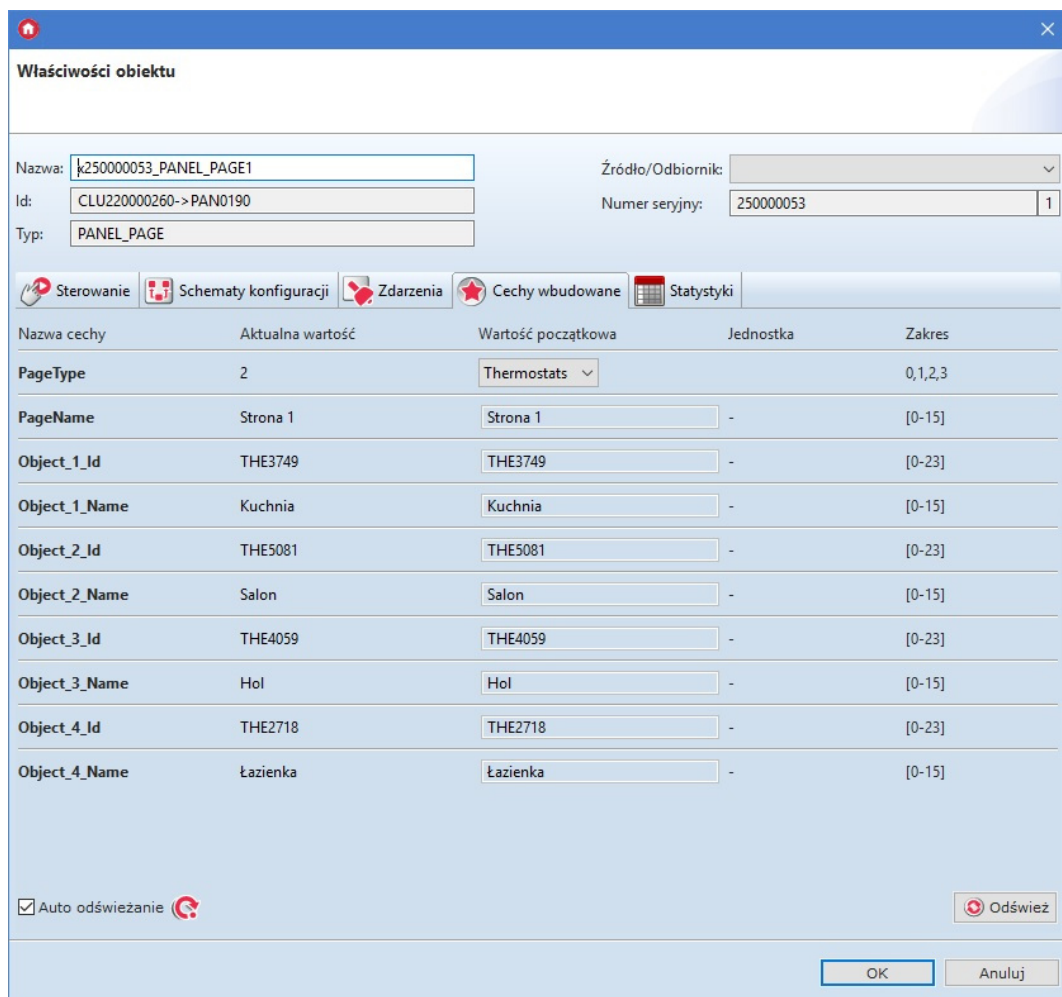 Właściwości obiektu
Nazwa: x250000053_PANEL_PAGE1 Źródło/Odbiornik:
Id: CLU220000260->PAN0190 Numer seryjny: 250000053 1
Typ: PANEL_PAGE
Sterowanie Schematy konfiguracji Zdarzenia Cechy wbudowane Statystyki
Nazwa cechy Aktualna wartość Wartość początkowa Jednostka Zakres
PageType 2 Thermostats 0,1,2,3
PageName Strona 1 Strona 1 - [0-15]
Object_1_Id THE3749 THE3749 - [0-23]
Object_1_Name Kuchnia Kuchnia - [0-15]
Object_2_Id THE5081 THE5081 - [0-23]
Object_2_Name Salon Salon - [0-15]
Object_3_Id THE4059 THE4059 - [0-23]
Object_3_Name Hol Hol - [0-15]
Object_4_Id THE2718 THE2718 - [0-23]
Object_4_Name Łazienka Łazienka - [0-15]
Auto odświeżanie Odśwież
OK Anuluj